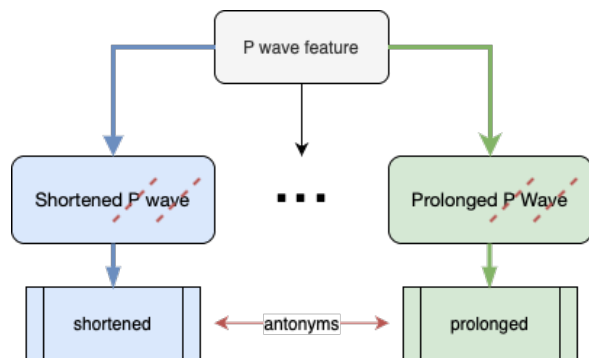 P wave feature
Shortened P wave
...
Prolonged P Wave
shortened
antonyms
prolonged